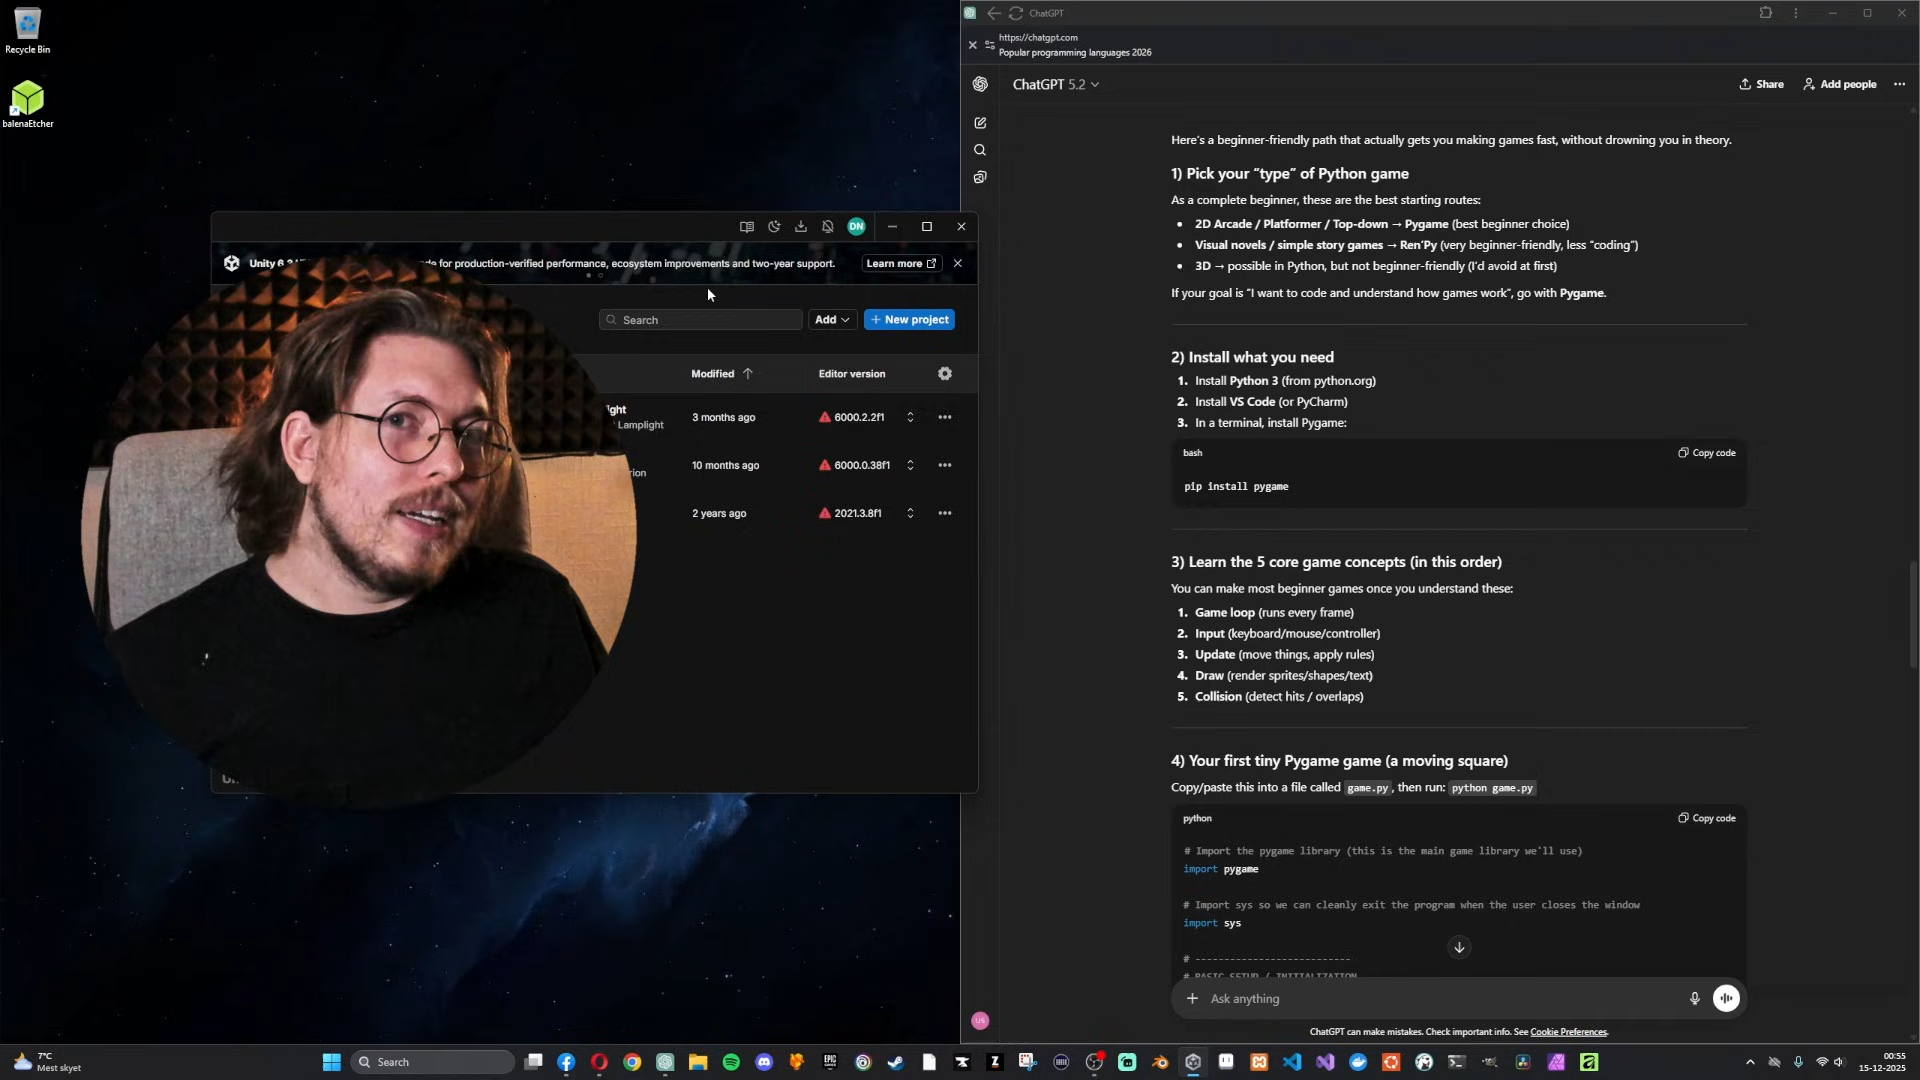 Recycle Bin
balenaEtcher
DN
Unity 6
de for production-verified performance, ecosystem improvements and two-year support.
Learn more
Search
Add
+ New project
Modified
Editor version
ight
Lamplight
3 months ago
6000.2.2f1
rion
10 months ago
6000.0.38f1
2 years ago
2021.3.8f1
ChatGPT
https://chatgpt.com
Popular programming languages 2026
ChatGPT 5.2
Share
Add people
Here's a beginner-friendly path that actually gets you making games fast, without drowning you in theory.
1) Pick your “type” of Python game
As a complete beginner, these are the best starting routes:
• 2D Arcade / Platformer / Top-down → Pygame (best beginner choice)
• Visual novels / simple story games → Ren’Py (very beginner-friendly, less “coding”)
• 3D → possible in Python, but not beginner-friendly (I’d avoid at first)
If your goal is “I want to code and understand how games work”, go with Pygame.
2) Install what you need
1. Install Python 3 (from python.org)
2. Install VS Code (or PyCharm)
3. In a terminal, install Pygame:
bash
Copy code
pip install pygame
3) Learn the 5 core game concepts (in this order)
You can make most beginner games once you understand these:
1. Game loop (runs every frame)
2. Input (keyboard/mouse/controller)
3. Update (move things, apply rules)
4. Draw (render sprites/shapes/text)
5. Collision (detect hits / overlaps)
4) Your first tiny Pygame game (a moving square)
Copy/paste this into a file called game.py, then run: python game.py
python
Copy code
# Import the pygame library (this is the main game library we'll use)
import pygame
# Import sys so we can cleanly exit the program when the user closes the window
import sys
# ---------------------------
# BASIC SETUP / INITIALIZATION
Ask anything
ChatGPT can make mistakes. Check important info. See Cookie Preferences.
7°C
Mest skyet
Search
EPIC
Z
00:55
15-12-2025